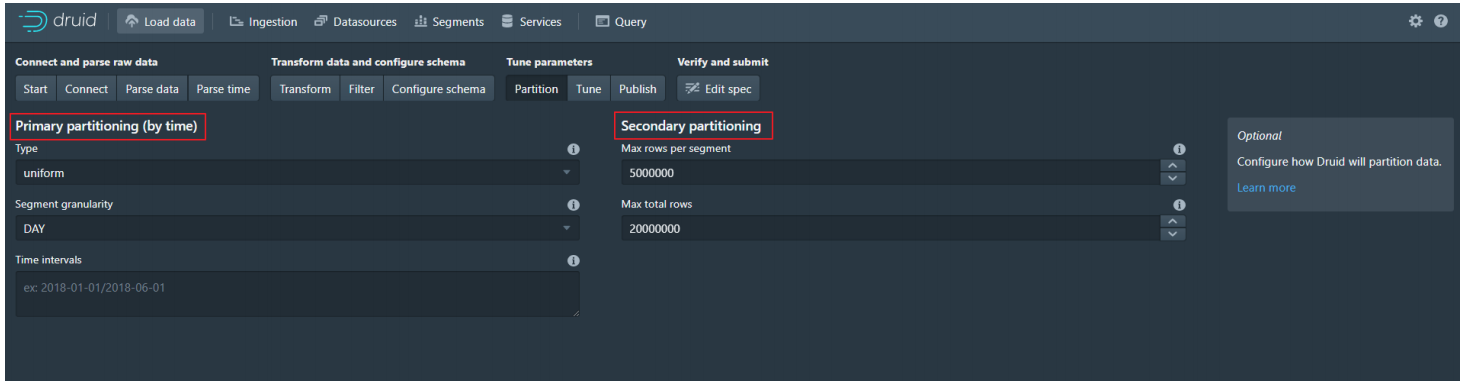 druid Load data Ingestion Datasources Segments Services Query
Connect and parse raw data Transform data and configure schema Tune parameters Verify and submit
Start Connect Parse data Parse time Transform Filter Configure schema Partition Tune Publish Edit spec
Primary partitioning (by time)
Type
uniform
Segment granularity
DAY
Time intervals
ex: 2018-01-01/2018-06-01
Secondary partitioning
Max rows per segment
5000000
Max total rows
20000000
Optional
Configure how Druid will partition data.
Learn more